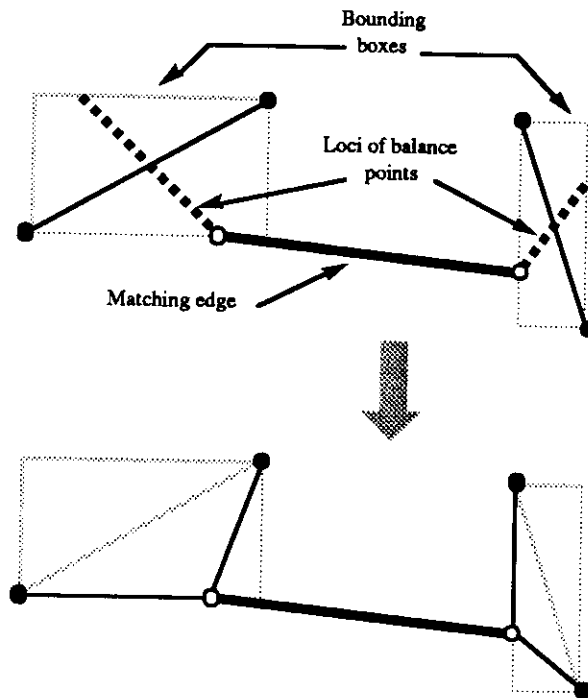 Bounding
boxes
Loci of balance
points
Matching edge